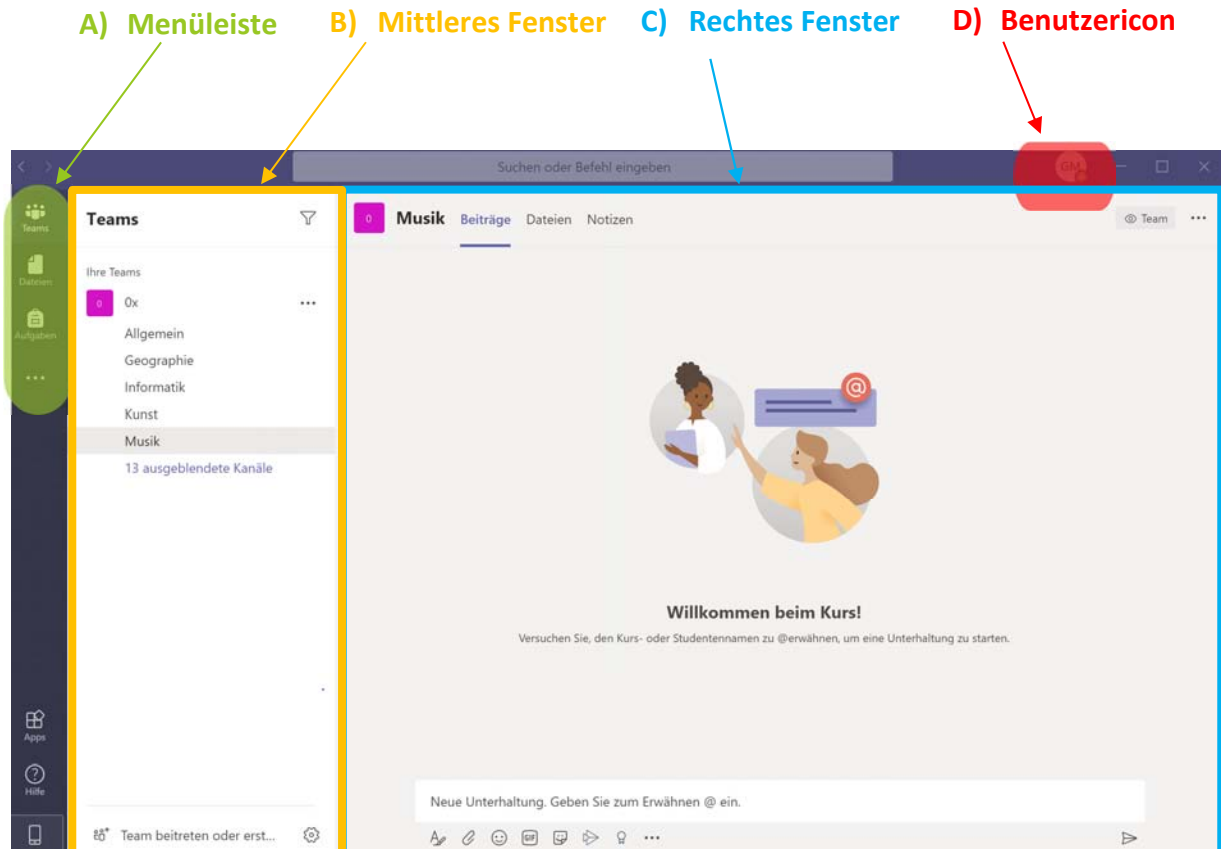 A) Menüleiste B) Mittleres Fenster C) Rechtes Fenster D) Benutzericon
Suchen oder Befehl eingeben GM
Teams
Dateien
Aufgaben
Teams
Ihre Teams
0 0x
Allgemein
Geographie
Informatik
Kunst
Musik
13 ausgeblendete Kanäle
0 Musik Beiträge Dateien Notizen Team
@
Willkommen beim Kurs!
Versuchen Sie, den Kurs- oder Studentennamen zu @erwähnen, um eine Unterhaltung zu starten.
Apps
Hilfe
Neue Unterhaltung. Geben Sie zum Erwähnen @ ein.
Team beitreten oder erst...
GIF